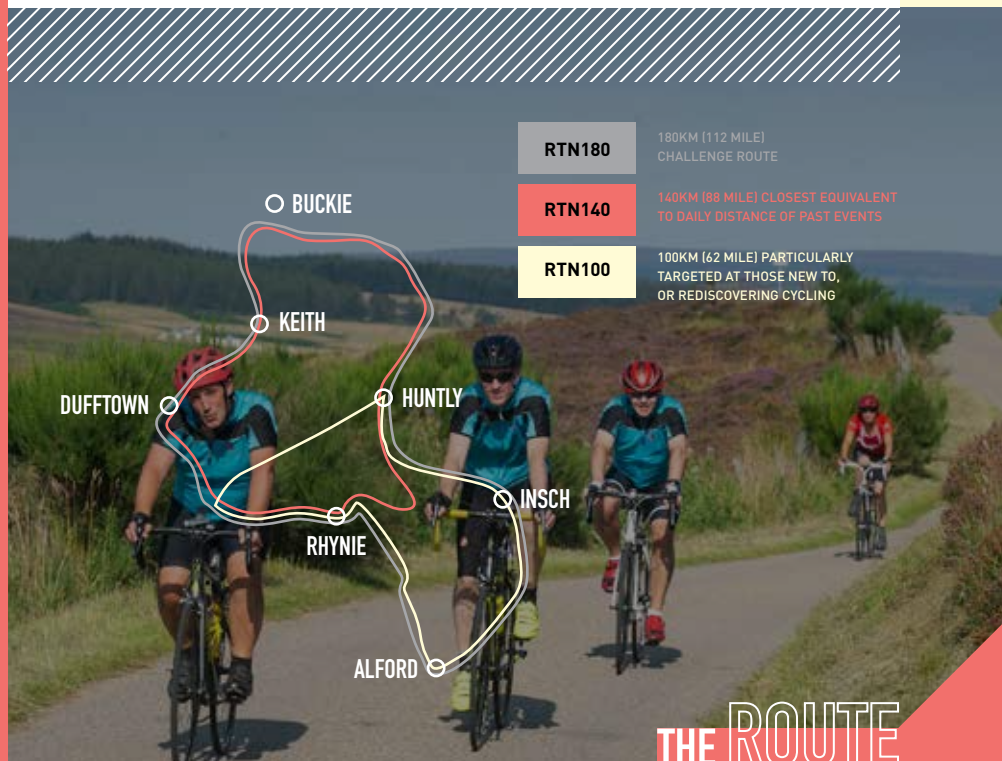 RTN180
180KM (112 MILE)
CHALLENGE ROUTE
RTN140
140KM (88 MILE) CLOSEST EQUIVALENT
TO DAILY DISTANCE OF PAST EVENTS
RTN100
100KM (62 MILE) PARTICULARLY
TARGETED AT THOSE NEW TO,
OR REDISCOVERING CYCLING
BUCKIE
KEITH
DUFFTOWN
HUNTLY
INSCH
RHYNIE
ALFORD
THE ROUTE